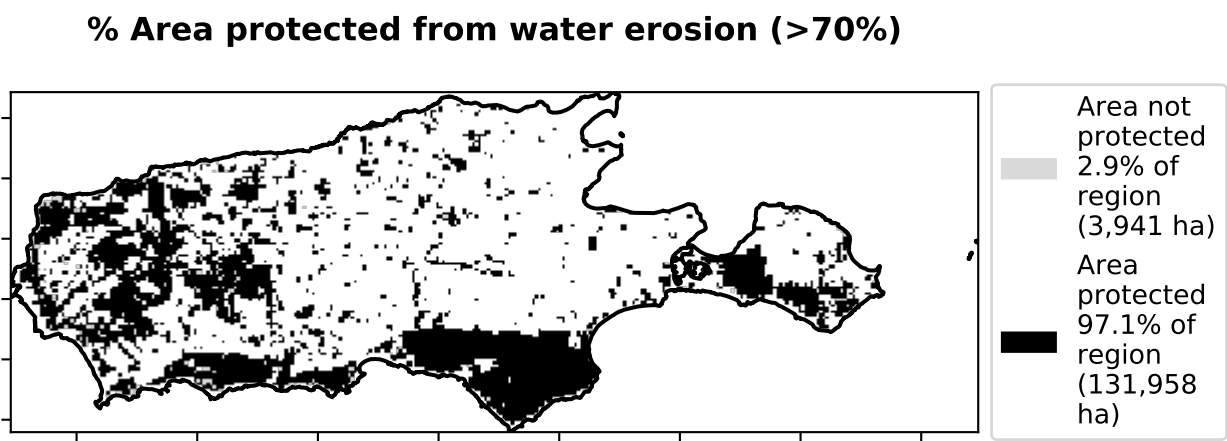 % Area protected from water erosion (>70%)
Area not
protected
2.9% of
region
(3,941 ha)
Area
protected
97.1% of
region
(131,958
ha)